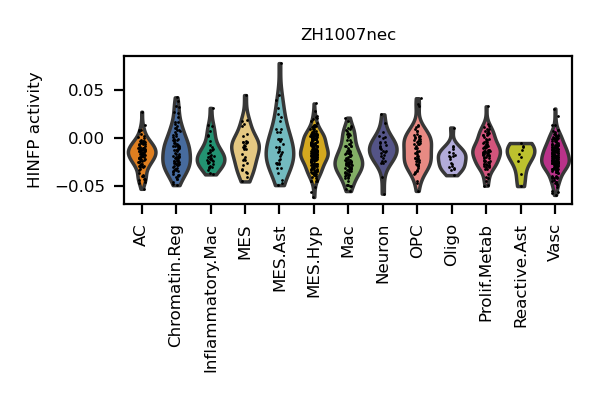 ZH1007nec
HINFP activity
0.05
0.00
−0.05
AC
Chromatin.Reg
Inflammatory.Mac
MES
MES.Ast
MES.Hyp
Mac
Neuron
OPC
Oligo
Prolif.Metab
Reactive.Ast
Vasc